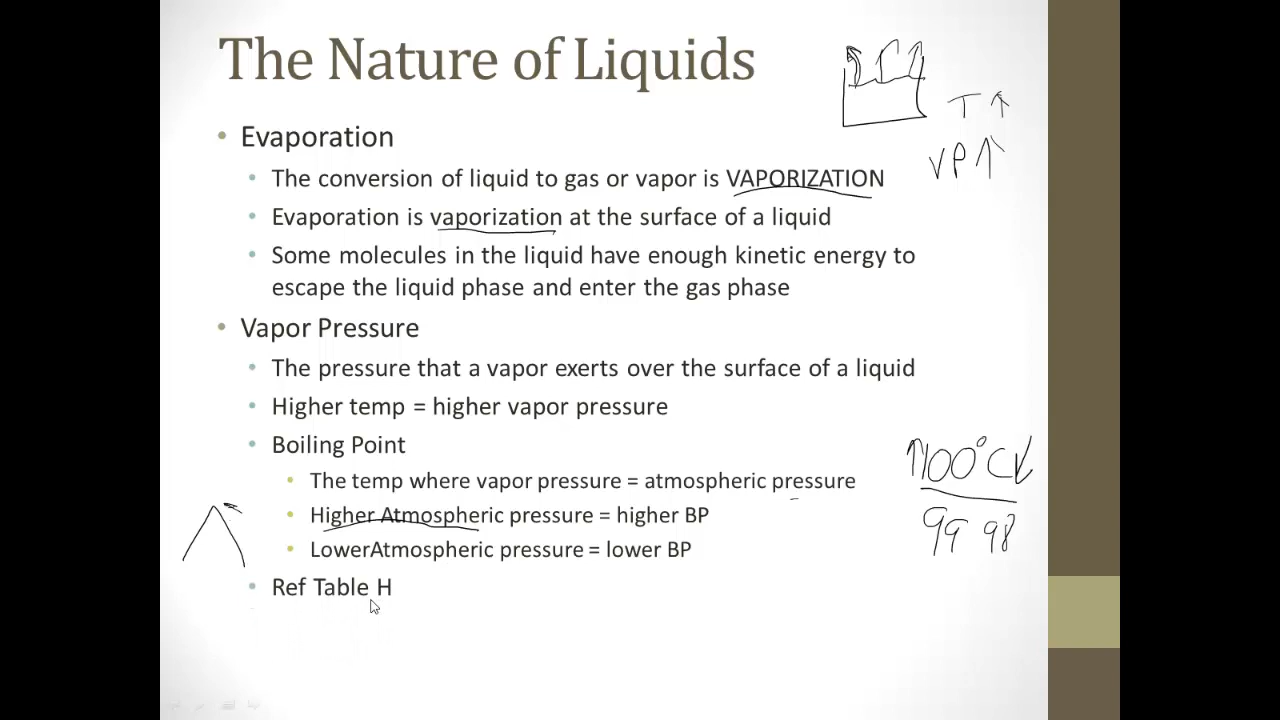 The Nature of Liquids
T ↑
VP ↑
• Evaporation
• The conversion of liquid to gas or vapor is VAPORIZATION
• Evaporation is vaporization at the surface of a liquid
• Some molecules in the liquid have enough kinetic energy to
escape the liquid phase and enter the gas phase
• Vapor Pressure
• The pressure that a vapor exerts over the surface of a liquid
• Higher temp = higher vapor pressure
• Boiling Point
• The temp where vapor pressure = atmospheric pressure
• Higher Atmospheric pressure = higher BP
• LowerAtmospheric pressure = lower BP
• Ref Table H
↑100°C↓
99 98